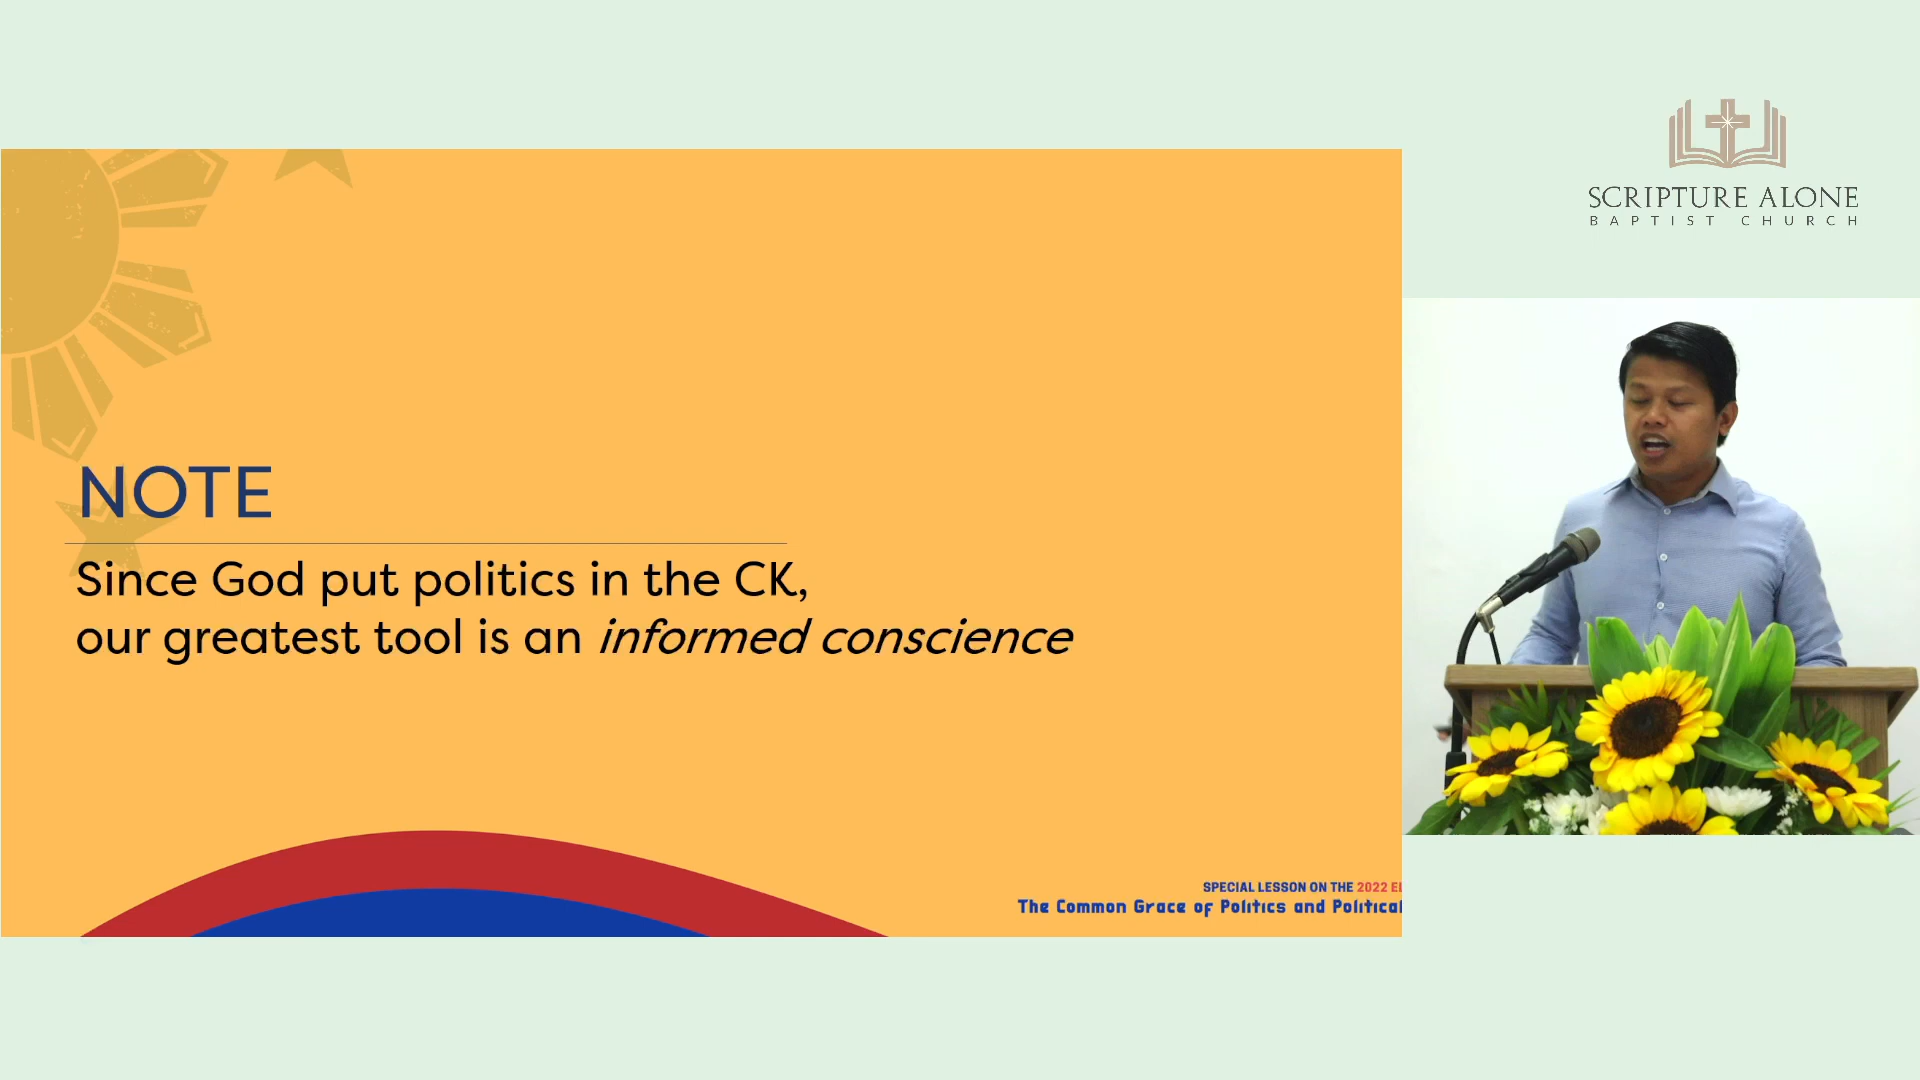 SCRIPTURE ALONE
BAPTIST CHURCH
NOTE
Since God put politics in the CK,
our greatest tool is an informed conscience
SPECIAL LESSON ON THE 2022
The Common Grace of Politics and Political